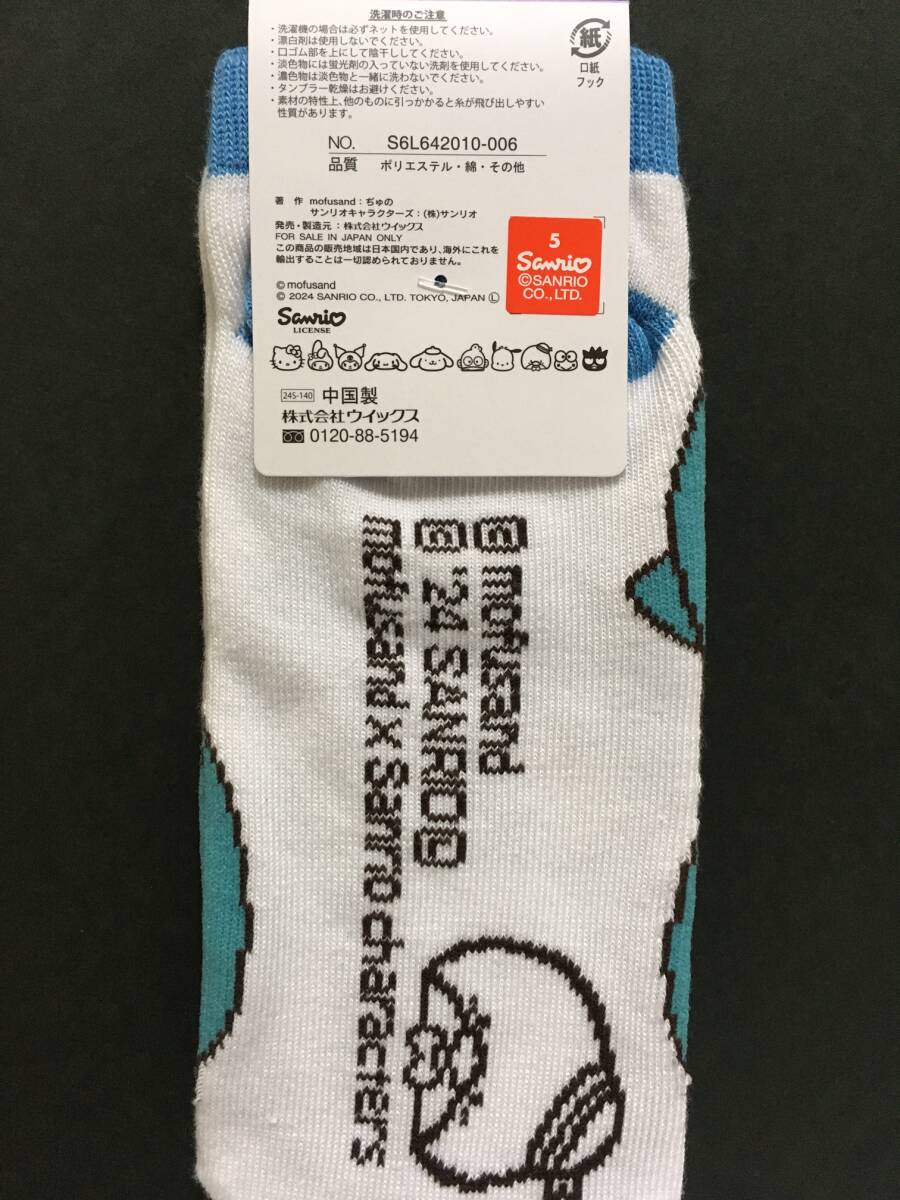 洗濯時のご注意
・洗濯機の場合は必ずネットを使用してください。
・漂白剤は使用しないでください。
・口ゴム部を上にして陰干ししてください。
・淡色物には蛍光剤の入っていない洗剤を使用してください。
・濃色物は淡色物と一緒に洗わないでください。
・タンブラー乾燥はお避けください。
・素材の特性上、他のものに引っかかると糸が飛び出しやすい
性質があります。
紙
口紙
フック
NO. S6L642010-006
品質 ポリエステル・綿・その他
著 作 mofusand：ぢゅの
サンリオキャラクターズ：(株)サンリオ
発売・製造元：株式会社ウイックス
FOR SALE IN JAPAN ONLY
この商品の販売地域は日本国内であり、海外にこれを
輸出することは一切認められておりません。
©mofusand
© 2024 SANRIO CO., LTD. TOKYO, JAPAN Ⓛ
Sanrio
LICENSE
5
Sanrio
©SANRIO
CO., LTD.
24S-140 中国製
株式会社ウイックス
0120-88-5194
© mofusand
© '24 SANRIO Ⓛ
mofusand x Sanrio characters